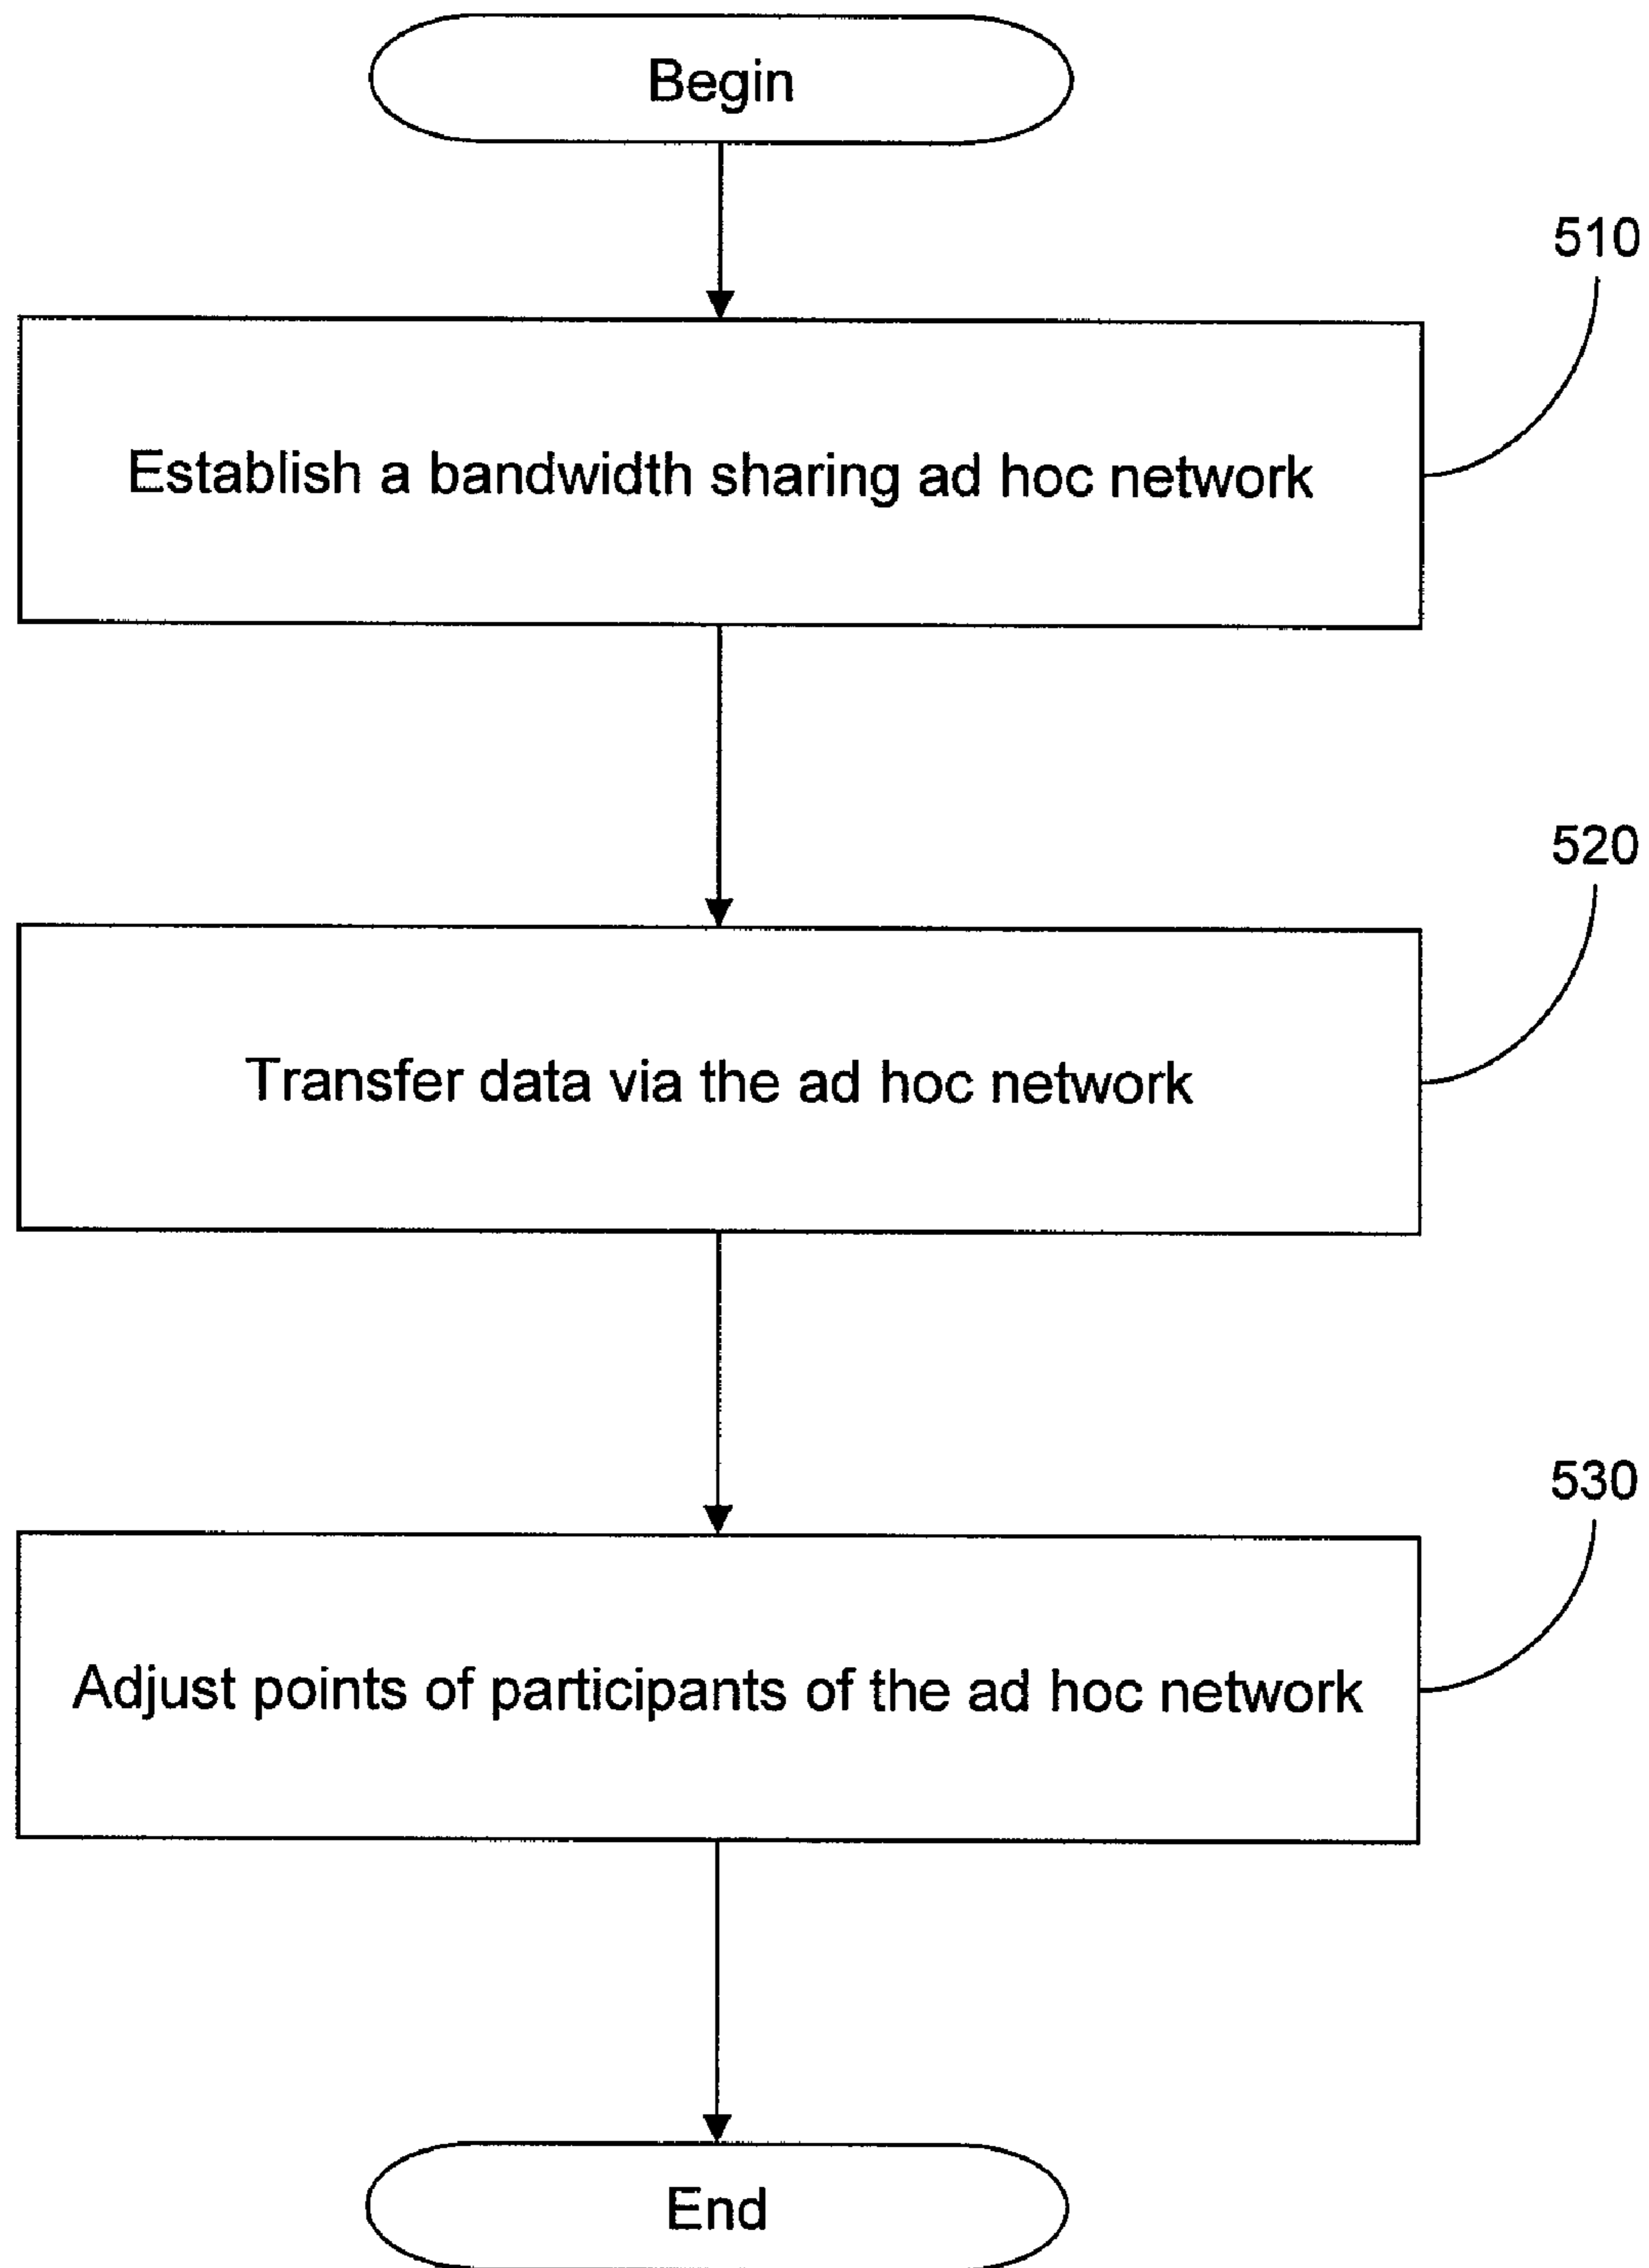 Begin
510
Establish a bandwidth sharing ad hoc network
520
Transfer data via the ad hoc network
530
Adjust points of participants of the ad hoc network
End